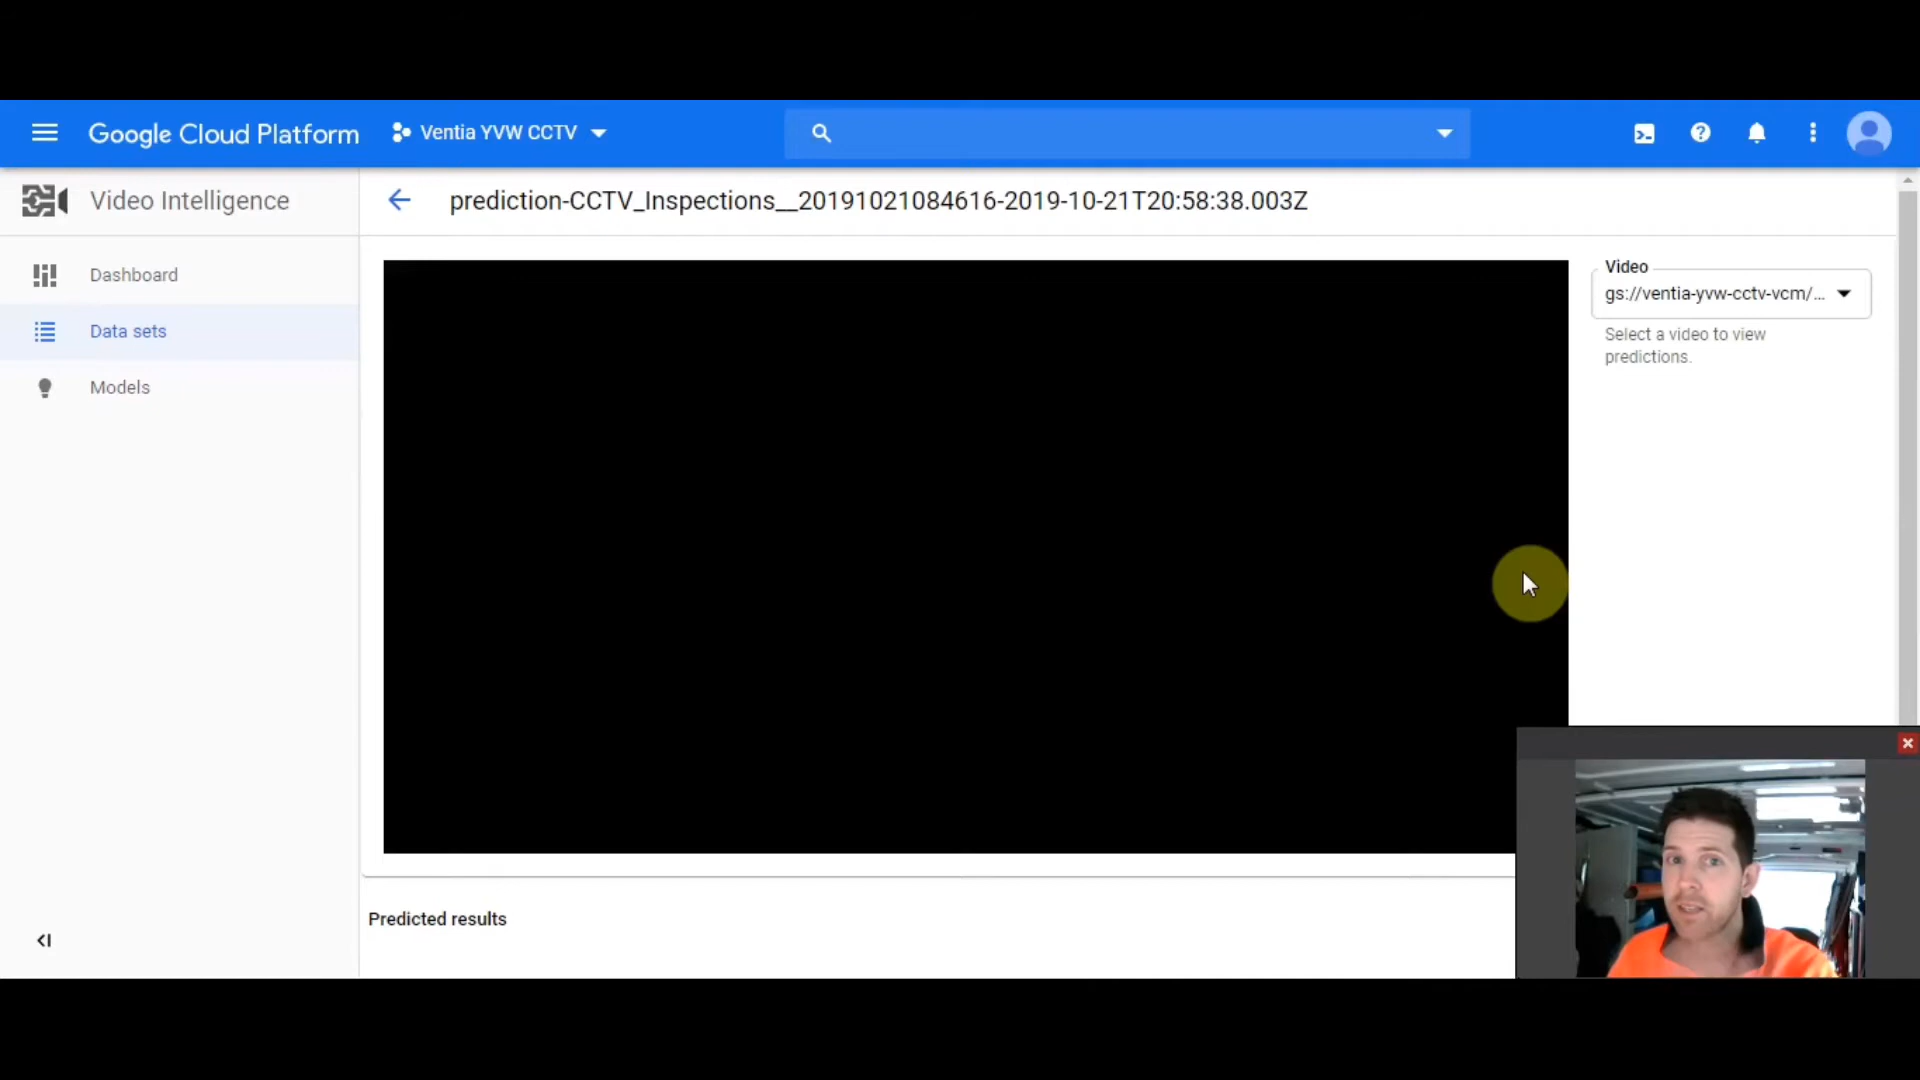 Google Cloud Platform
Ventia YVW CCTV
Video Intelligence
prediction-CCTV_Inspections__20191021084616-2019-10-21T20:58:38.003Z
Dashboard
Data sets
Models
Video
gs://ventia-yvw-cctv-vcm/...
Select a video to view
predictions.
Predicted results